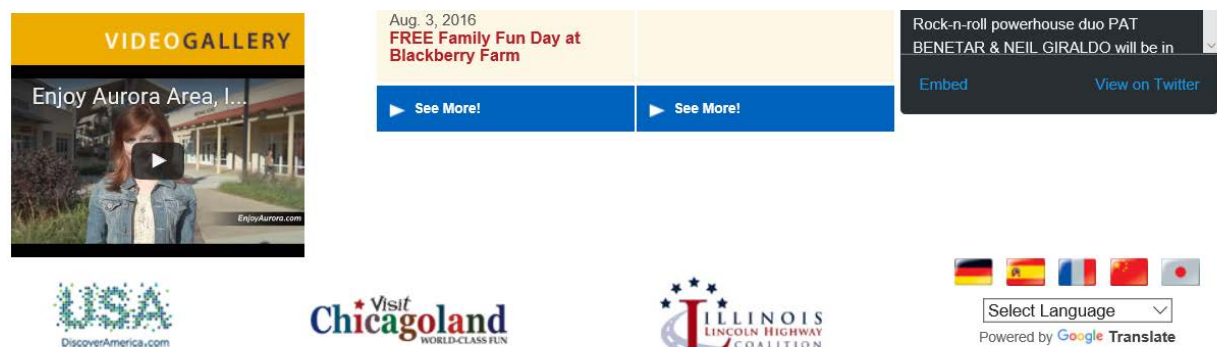 VIDEOGALLERY
Enjoy Aurora Area, I...
EnjoyAurora.com
Aug. 3, 2016
FREE Family Fun Day at
Blackberry Farm
See More!
See More!
Rock-n-roll powerhouse duo PAT
BENETAR & NEIL GIRALDO will be in
Embed
View on Twitter
USA
DiscoverAmerica.com
Visit
Chicagoland
WORLD-CLASS FUN
ILLINOIS
LINCOLN HIGHWAY
COALITION
Select Language
Powered by Google Translate